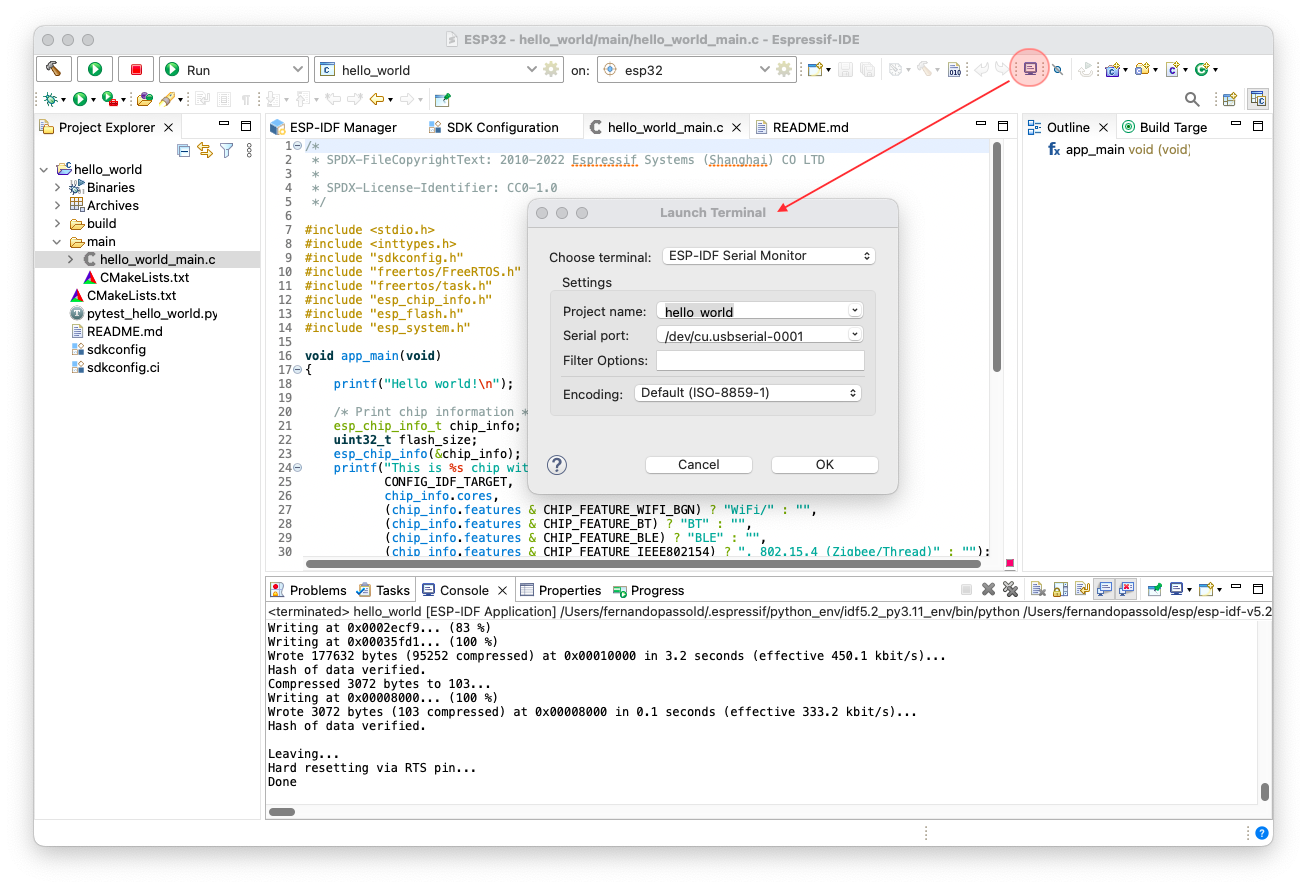 ESP32 - hello_world/main/hello_world_main.c - Espressif-IDE
Run
hello_world
on:
esp32
010
Project Explorer
hello_world
Binaries
Archives
build
main
hello_world_main.c
CMakeLists.txt
CMakeLists.txt
pytest_hello_world.py
README.md
sdkconfig
sdkconfig.ci
ESP-IDF Manager
SDK Configuration
hello_world_main.c
README.md
1 /*
2 * SPDX-FileCopyrightText: 2010-2022 Espressif Systems (Shanghai) CO LTD
3 *
4 * SPDX-License-Identifier: CC0-1.0
5 */
6
7 #include <stdio.h>
8 #include <inttypes.h>
9 #include "sdkconfig.h"
10 #include "freertos/FreeRTOS.h"
11 #include "freertos/task.h"
12 #include "esp_chip_info.h"
13 #include "esp_flash.h"
14 #include "esp_system.h"
15
16 void app_main(void)
17 {
18 printf("Hello world!\n");
19
20 /* Print chip information *
21 esp_chip_info_t chip_info;
22 uint32_t flash_size;
23 esp_chip_info(&chip_info);
24 printf("This is %s chip wit
25 CONFIG_IDF_TARGET,
26 chip_info.cores,
27 (chip_info.features & CHIP_FEATURE_WIFI_BGN) ? "WiFi/" : "",
28 (chip_info.features & CHIP_FEATURE_BT) ? "BT" : "",
29 (chip_info.features & CHIP_FEATURE_BLE) ? "BLE" : "",
30 (chip_info.features & CHIP_FEATURE_IEEE802154) ? ", 802.15.4 (Zigbee/Thread)" : "");
Launch Terminal
Choose terminal: ESP-IDF Serial Monitor
Settings
Project name: hello_world
Serial port: /dev/cu.usbserial-0001
Filter Options:
Encoding: Default (ISO-8859-1)
? Cancel OK
Outline
Build Targe
app_main void (void)
Problems
Tasks
Console
Properties
Progress
<terminated> hello_world [ESP-IDF Application] /Users/fernandopassold/.espressif/python_env/idf5.2_py3.11_env/bin/python /Users/fernandopassold/esp/esp-idf-v5.2
Writing at 0x0002ecf9... (83 %)
Writing at 0x00035fd1... (100 %)
Wrote 177632 bytes (95252 compressed) at 0x00010000 in 3.2 seconds (effective 450.1 kbit/s)...
Hash of data verified.
Compressed 3072 bytes to 103...
Writing at 0x00008000... (100 %)
Wrote 3072 bytes (103 compressed) at 0x00008000 in 0.1 seconds (effective 333.2 kbit/s)...
Hash of data verified.

Leaving...
Hard resetting via RTS pin...
Done